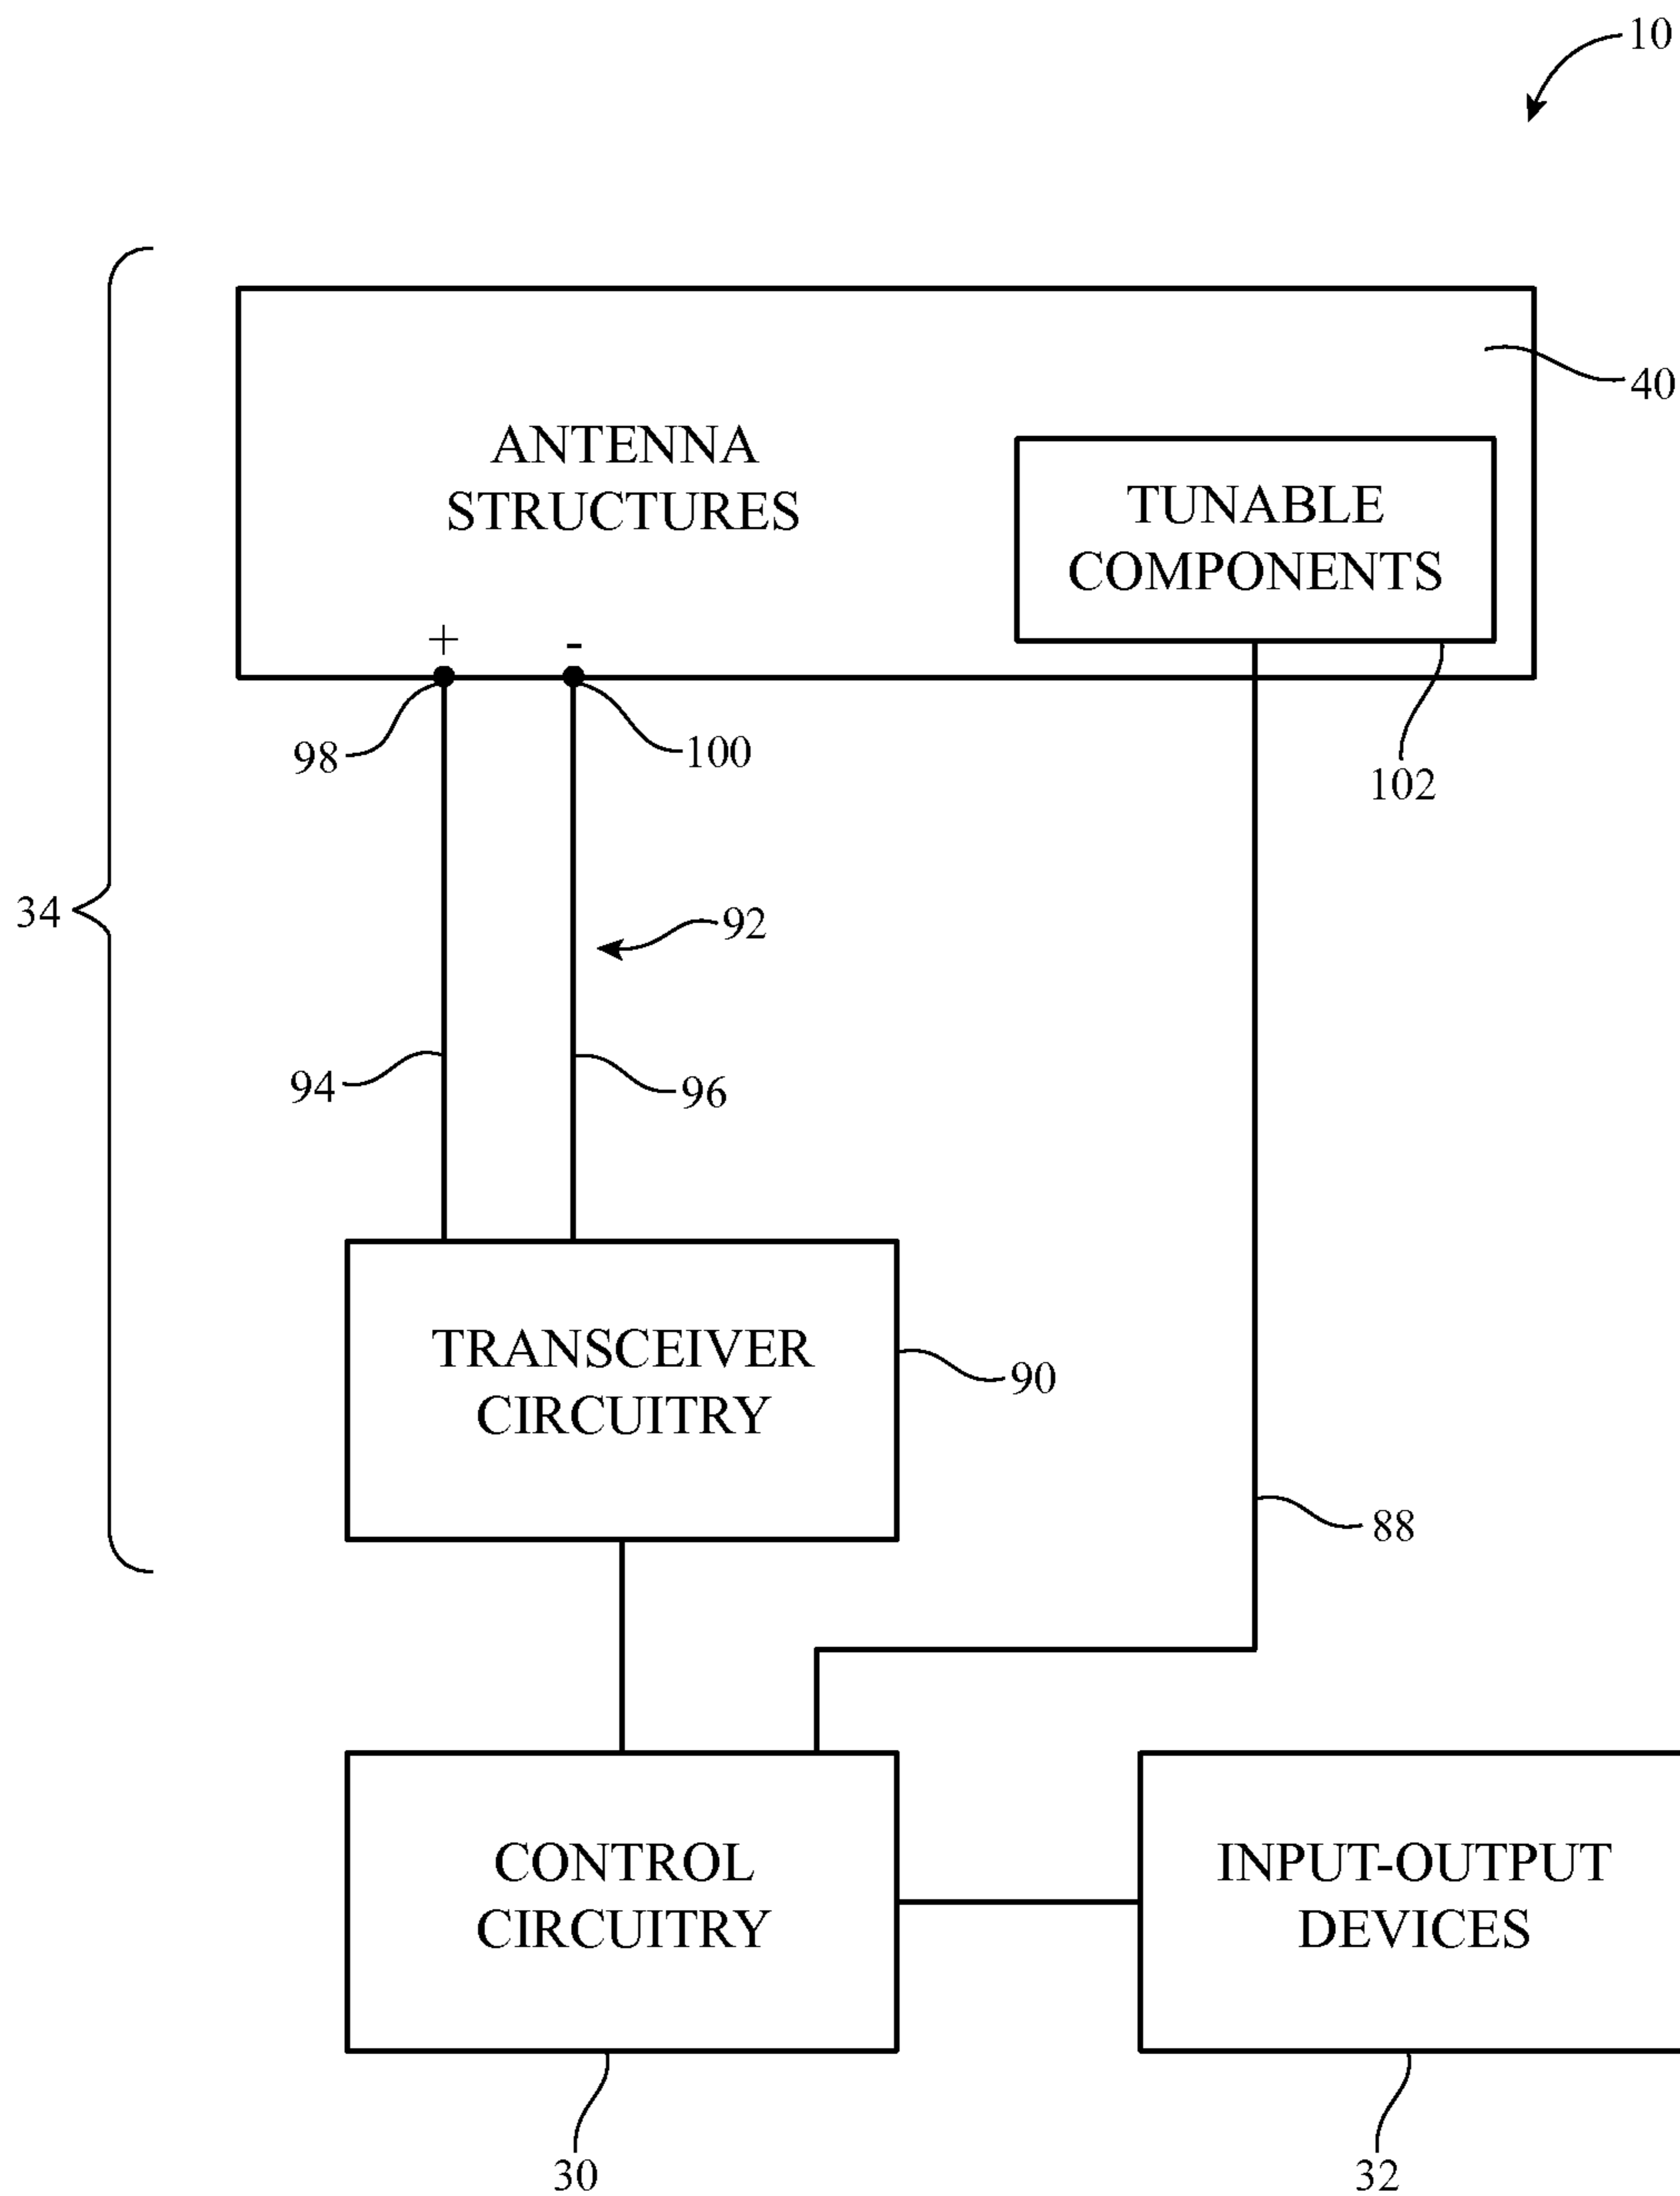 10
40
ANTENNA
STRUCTURES
TUNABLE
COMPONENTS
+
-
98
100
102
34
92
94
96
TRANSCEIVER
CIRCUITRY
90
88
CONTROL
CIRCUITRY
INPUT-OUTPUT
DEVICES
30
32